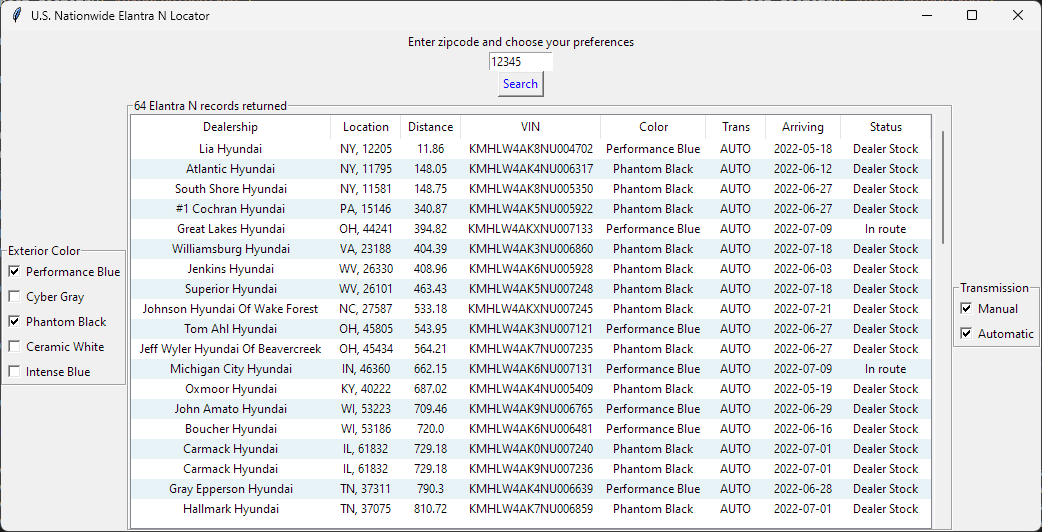 U.S. Nationwide Elantra N Locator
Enter zipcode and choose your preferences
12345
Search
64 Elantra N records returned
Dealership Location Distance VIN Color Trans Arriving Status
Lia Hyundai NY, 12205 11.86 KMHLW4AK8NU004702 Performance Blue AUTO 2022-05-18 Dealer Stock
Atlantic Hyundai NY, 11795 148.05 KMHLW4AK4NU006317 Phantom Black AUTO 2022-06-12 Dealer Stock
South Shore Hyundai NY, 11581 148.75 KMHLW4AK8NU005350 Phantom Black AUTO 2022-06-27 Dealer Stock
#1 Cochran Hyundai PA, 15146 340.87 KMHLW4AK5NU005922 Phantom Black AUTO 2022-06-27 Dealer Stock
Great Lakes Hyundai OH, 44241 394.82 KMHLW4AKXNU007133 Performance Blue AUTO 2022-07-09 In route
Williamsburg Hyundai VA, 23188 404.39 KMHLW4AK3NU006860 Phantom Black AUTO 2022-07-18 Dealer Stock
Jenkins Hyundai WV, 26330 408.96 KMHLW4AK6NU005928 Phantom Black AUTO 2022-06-03 Dealer Stock
Superior Hyundai WV, 26101 463.43 KMHLW4AK5NU007248 Phantom Black AUTO 2022-07-18 Dealer Stock
Johnson Hyundai Of Wake Forest NC, 27587 533.18 KMHLW4AKXNU007245 Phantom Black AUTO 2022-07-21 Dealer Stock
Tom Ahl Hyundai OH, 45805 543.95 KMHLW4AK3NU007121 Performance Blue AUTO 2022-06-27 Dealer Stock
Jeff Wyler Hyundai Of Beavercreek OH, 45434 564.21 KMHLW4AK7NU007235 Phantom Black AUTO 2022-06-27 Dealer Stock
Michigan City Hyundai IN, 46360 662.15 KMHLW4AK6NU007131 Performance Blue AUTO 2022-07-09 In route
Oxmoor Hyundai KY, 40222 687.02 KMHLW4AK4NU005409 Phantom Black AUTO 2022-05-19 Dealer Stock
John Amato Hyundai WI, 53223 709.46 KMHLW4AK9NU006765 Performance Blue AUTO 2022-06-29 Dealer Stock
Boucher Hyundai WI, 53186 720.0 KMHLW4AK6NU006481 Performance Blue AUTO 2022-06-16 Dealer Stock
Carmack Hyundai IL, 61832 729.18 KMHLW4AK0NU007240 Phantom Black AUTO 2022-07-01 Dealer Stock
Carmack Hyundai IL, 61832 729.18 KMHLW4AK9NU007236 Phantom Black AUTO 2022-07-01 Dealer Stock
Gray Epperson Hyundai TN, 37311 790.3 KMHLW4AK4NU006639 Performance Blue AUTO 2022-06-28 Dealer Stock
Hallmark Hyundai TN, 37075 810.72 KMHLW4AK7NU006859 Phantom Black AUTO 2022-07-01 Dealer Stock
Exterior Color
Performance Blue
Cyber Gray
Phantom Black
Ceramic White
Intense Blue
Transmission
Manual
Automatic